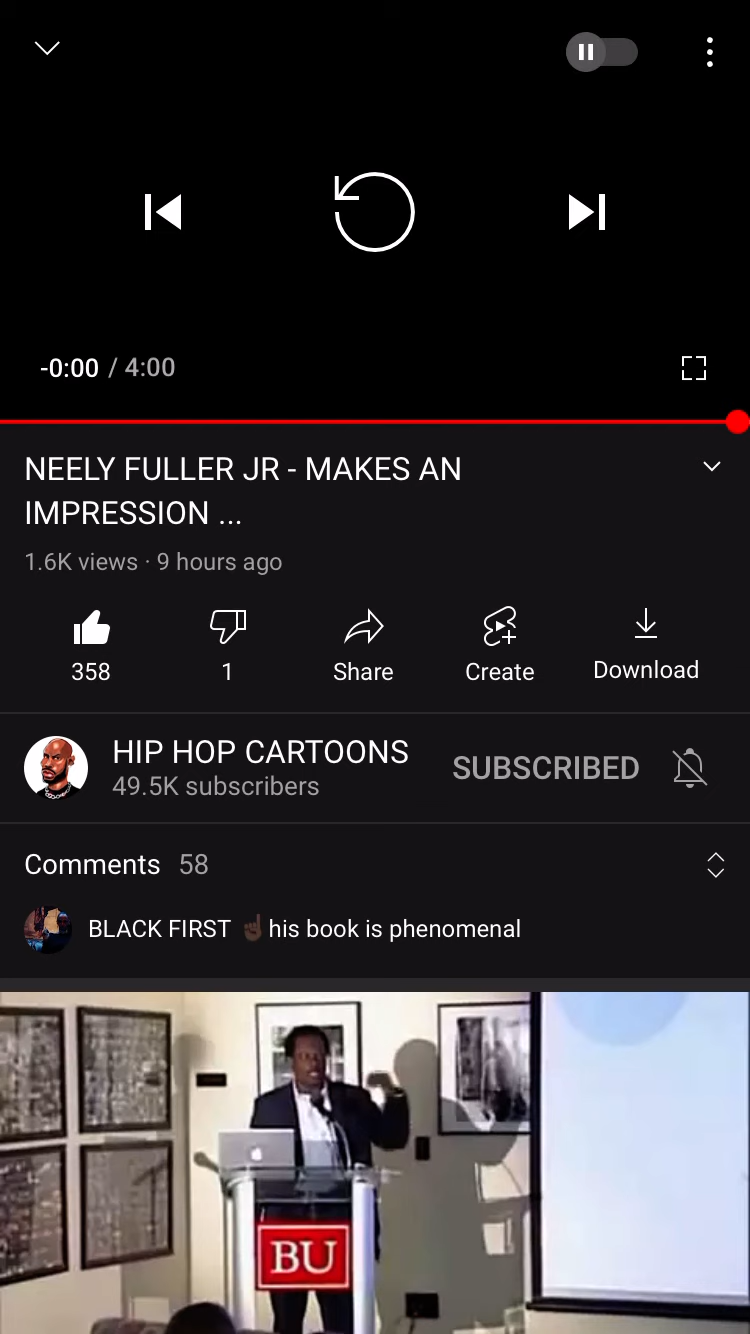 -0:00 / 4:00
NEELY FULLER JR - MAKES AN
IMPRESSION ...
1.6K views · 9 hours ago
358
1
Share
Create
Download
HIP HOP CARTOONS
49.5K subscribers
SUBSCRIBED
Comments 58
BLACK FIRST ☝🏿his book is phenomenal
BU